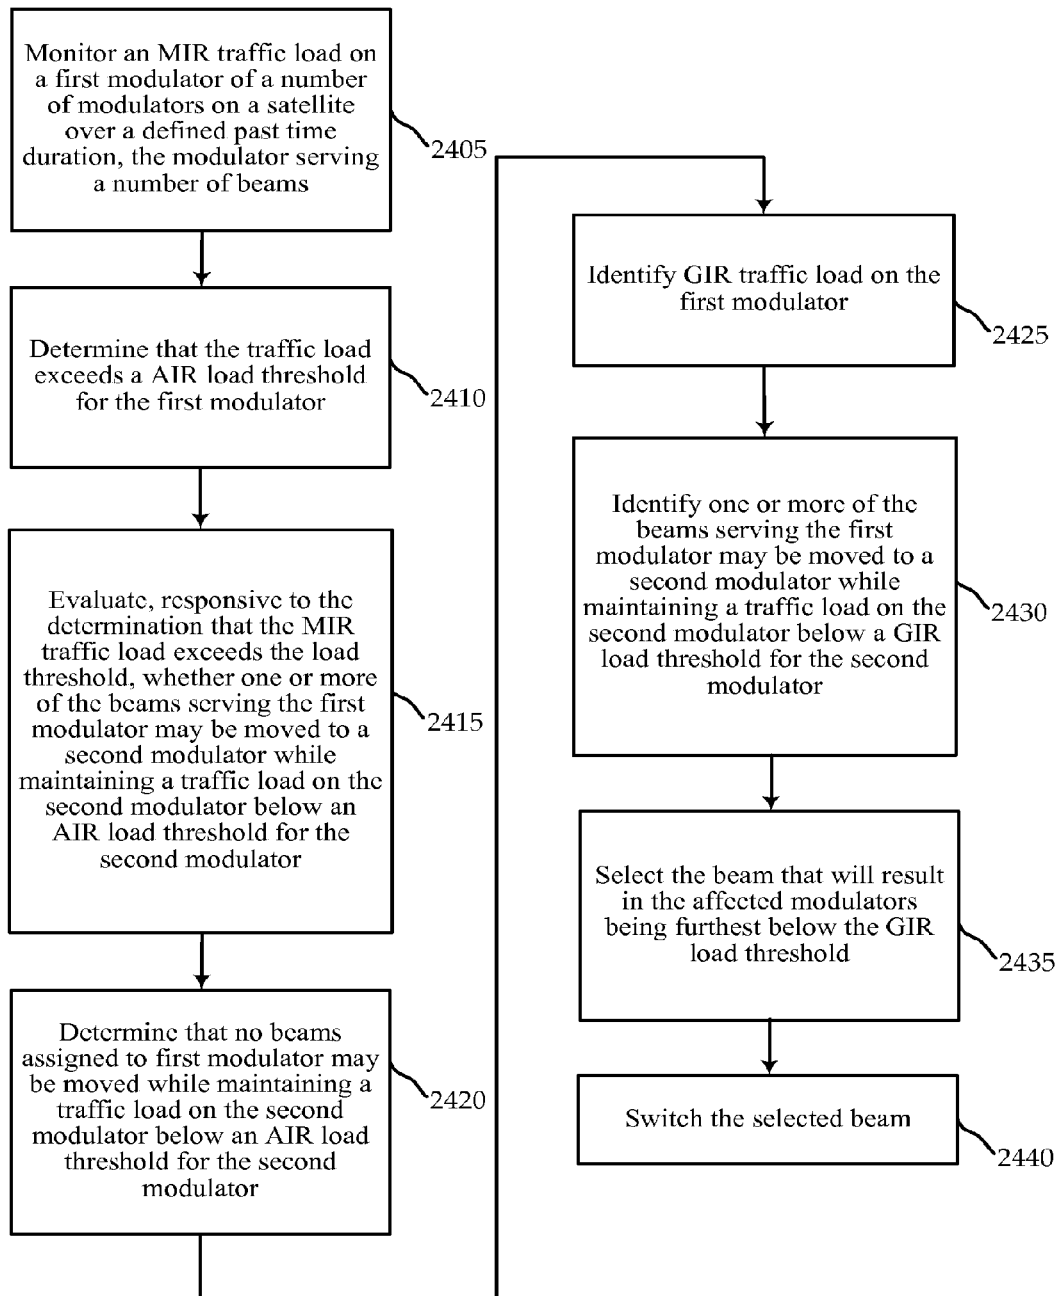 Monitor an MIR traffic load on
a first modulator of a number
of modulators on a satellite
over a defined past time
duration, the modulator serving
a number of beams
2405
Determine that the traffic load
exceeds a AIR load threshold
for the first modulator
2410
Evaluate, responsive to the
determination that the MIR
traffic load exceeds the load
threshold, whether one or more
of the beams serving the first
modulator may be moved to a
second modulator while
maintaining a traffic load on the
second modulator below an
AIR load threshold for the
second modulator
2415
Determine that no beams
assigned to first modulator may
be moved while maintaining a
traffic load on the second
modulator below an AIR load
threshold for the second
modulator
2420
Identify GIR traffic load on the
first modulator
2425
Identify one or more of the
beams serving the first
modulator may be moved to a
second modulator while
maintaining a traffic load on the
second modulator below a GIR
load threshold for the second
modulator
2430
Select the beam that will result
in the affected modulators
being furthest below the GIR
load threshold
2435
Switch the selected beam
2440